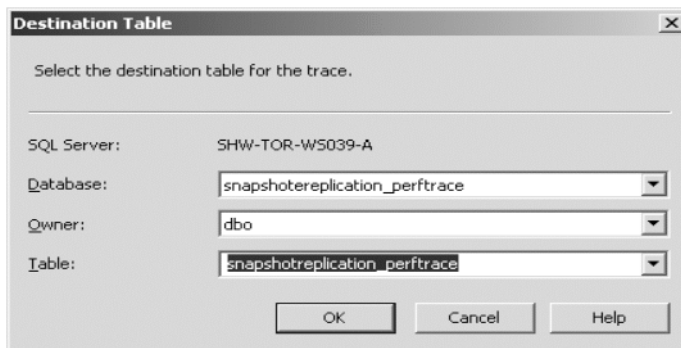 Destination Table
Select the destination table for the trace.
SQL Server: SHW-TOR-WS039-A
Database: snapshotereplication_perftrace
Owner: dbo
Table: snapshotreplication_perftrace
OK Cancel Help